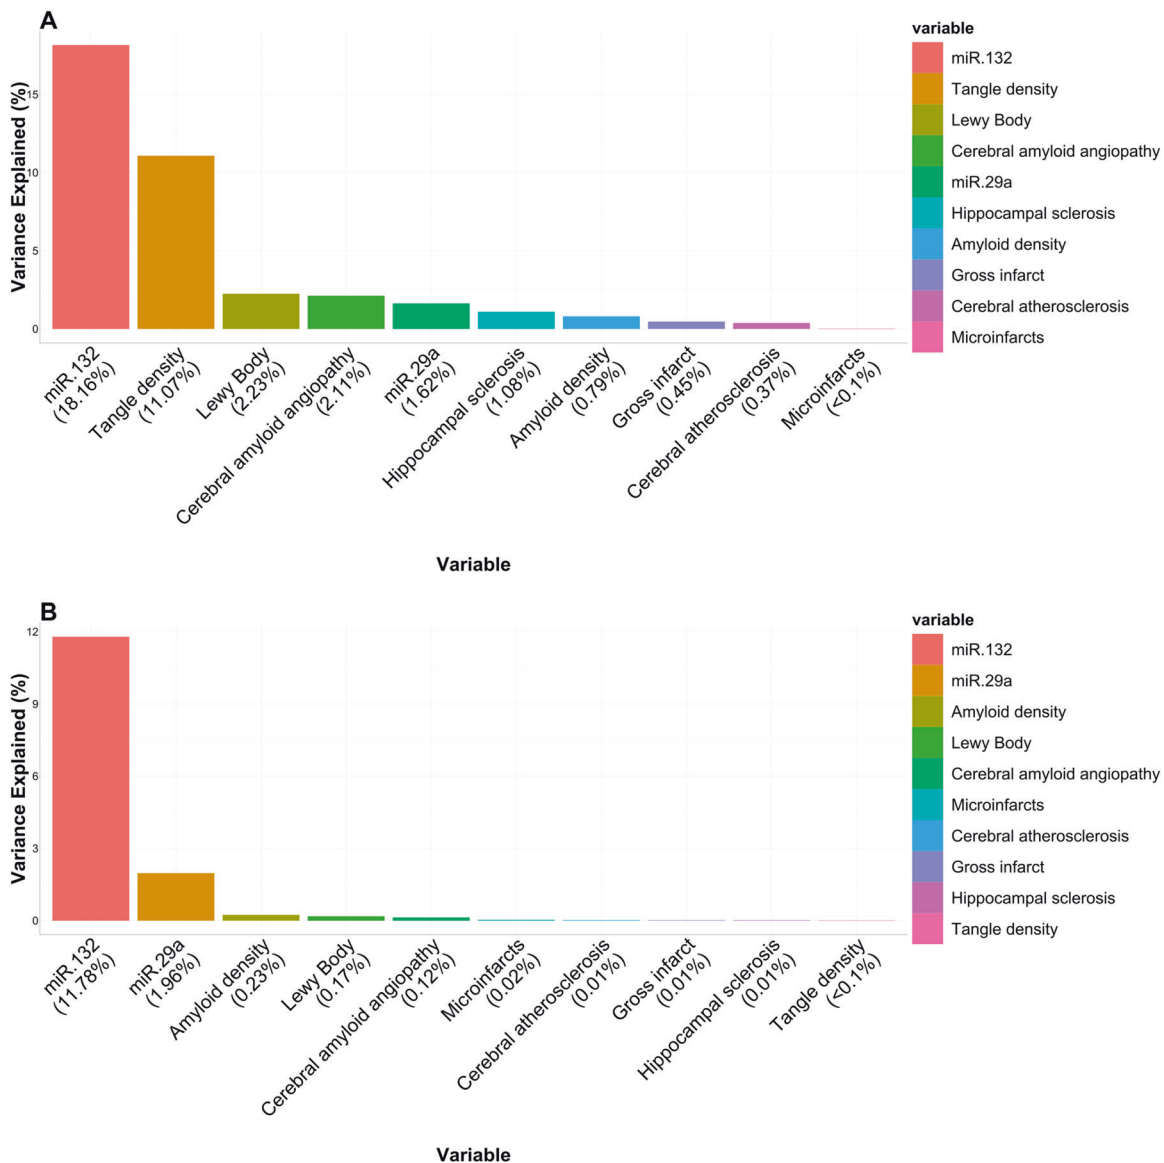 A
Variance Explained (%)
15
10
5
0
miR.132
(18.16%)
Tangle density
(11.07%)
Lewy Body
(2.23%)
Cerebral amyloid angiopathy
(2.11%)
miR.29a
(1.62%)
Hippocampal sclerosis
(1.08%)
Amyloid density
(0.79%)
Gross infarct
(0.45%)
Cerebral atherosclerosis
(0.37%)
Microinfarcts
(<0.1%)
Variable
variable
miR.132
Tangle density
Lewy Body
Cerebral amyloid angiopathy
miR.29a
Hippocampal sclerosis
Amyloid density
Gross infarct
Cerebral atherosclerosis
Microinfarcts
B
Variance Explained (%)
12
9
6
3
0
miR.132
(11.78%)
miR.29a
(1.96%)
Amyloid density
(0.23%)
Lewy Body
(0.17%)
Cerebral amyloid angiopathy
(0.12%)
Microinfarcts
(0.02%)
Cerebral atherosclerosis
(0.01%)
Gross infarct
(0.01%)
Hippocampal sclerosis
(0.01%)
Tangle density
(<0.1%)
Variable
variable
miR.132
miR.29a
Amyloid density
Lewy Body
Cerebral amyloid angiopathy
Microinfarcts
Cerebral atherosclerosis
Gross infarct
Hippocampal sclerosis
Tangle density